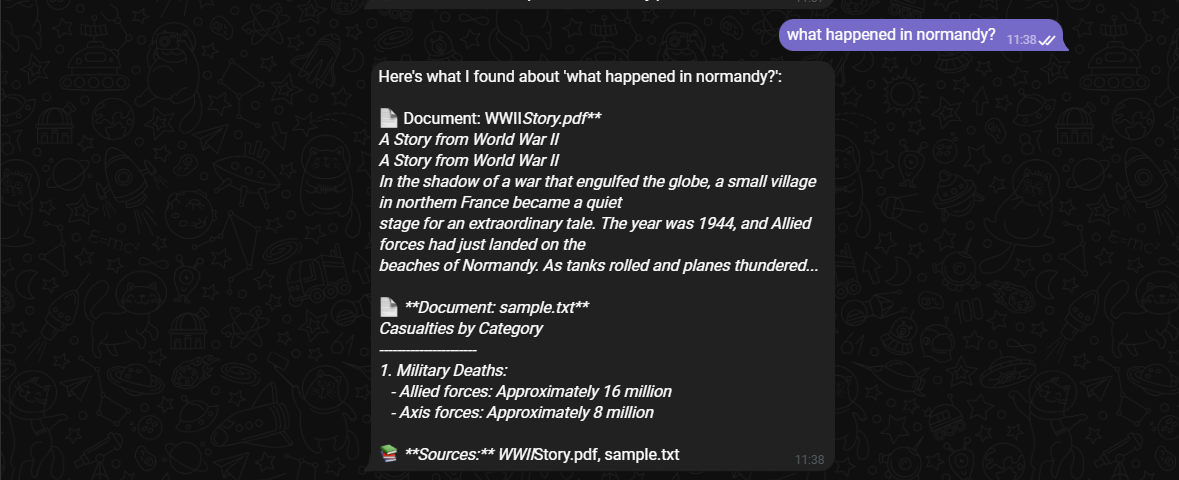 what happened in normandy? 11:38
Here's what I found about 'what happened in normandy?':
Document: WWIIStory.pdf**
A Story from World War II
A Story from World War II
In the shadow of a war that engulfed the globe, a small village
in northern France became a quiet
stage for an extraordinary tale. The year was 1944, and Allied
forces had just landed on the
beaches of Normandy. As tanks rolled and planes thundered...
**Document: sample.txt**
Casualties by Category
----------------------
1. Military Deaths:
- Allied forces: Approximately 16 million
- Axis forces: Approximately 8 million
**Sources:** WWIIStory.pdf, sample.txt
11:38